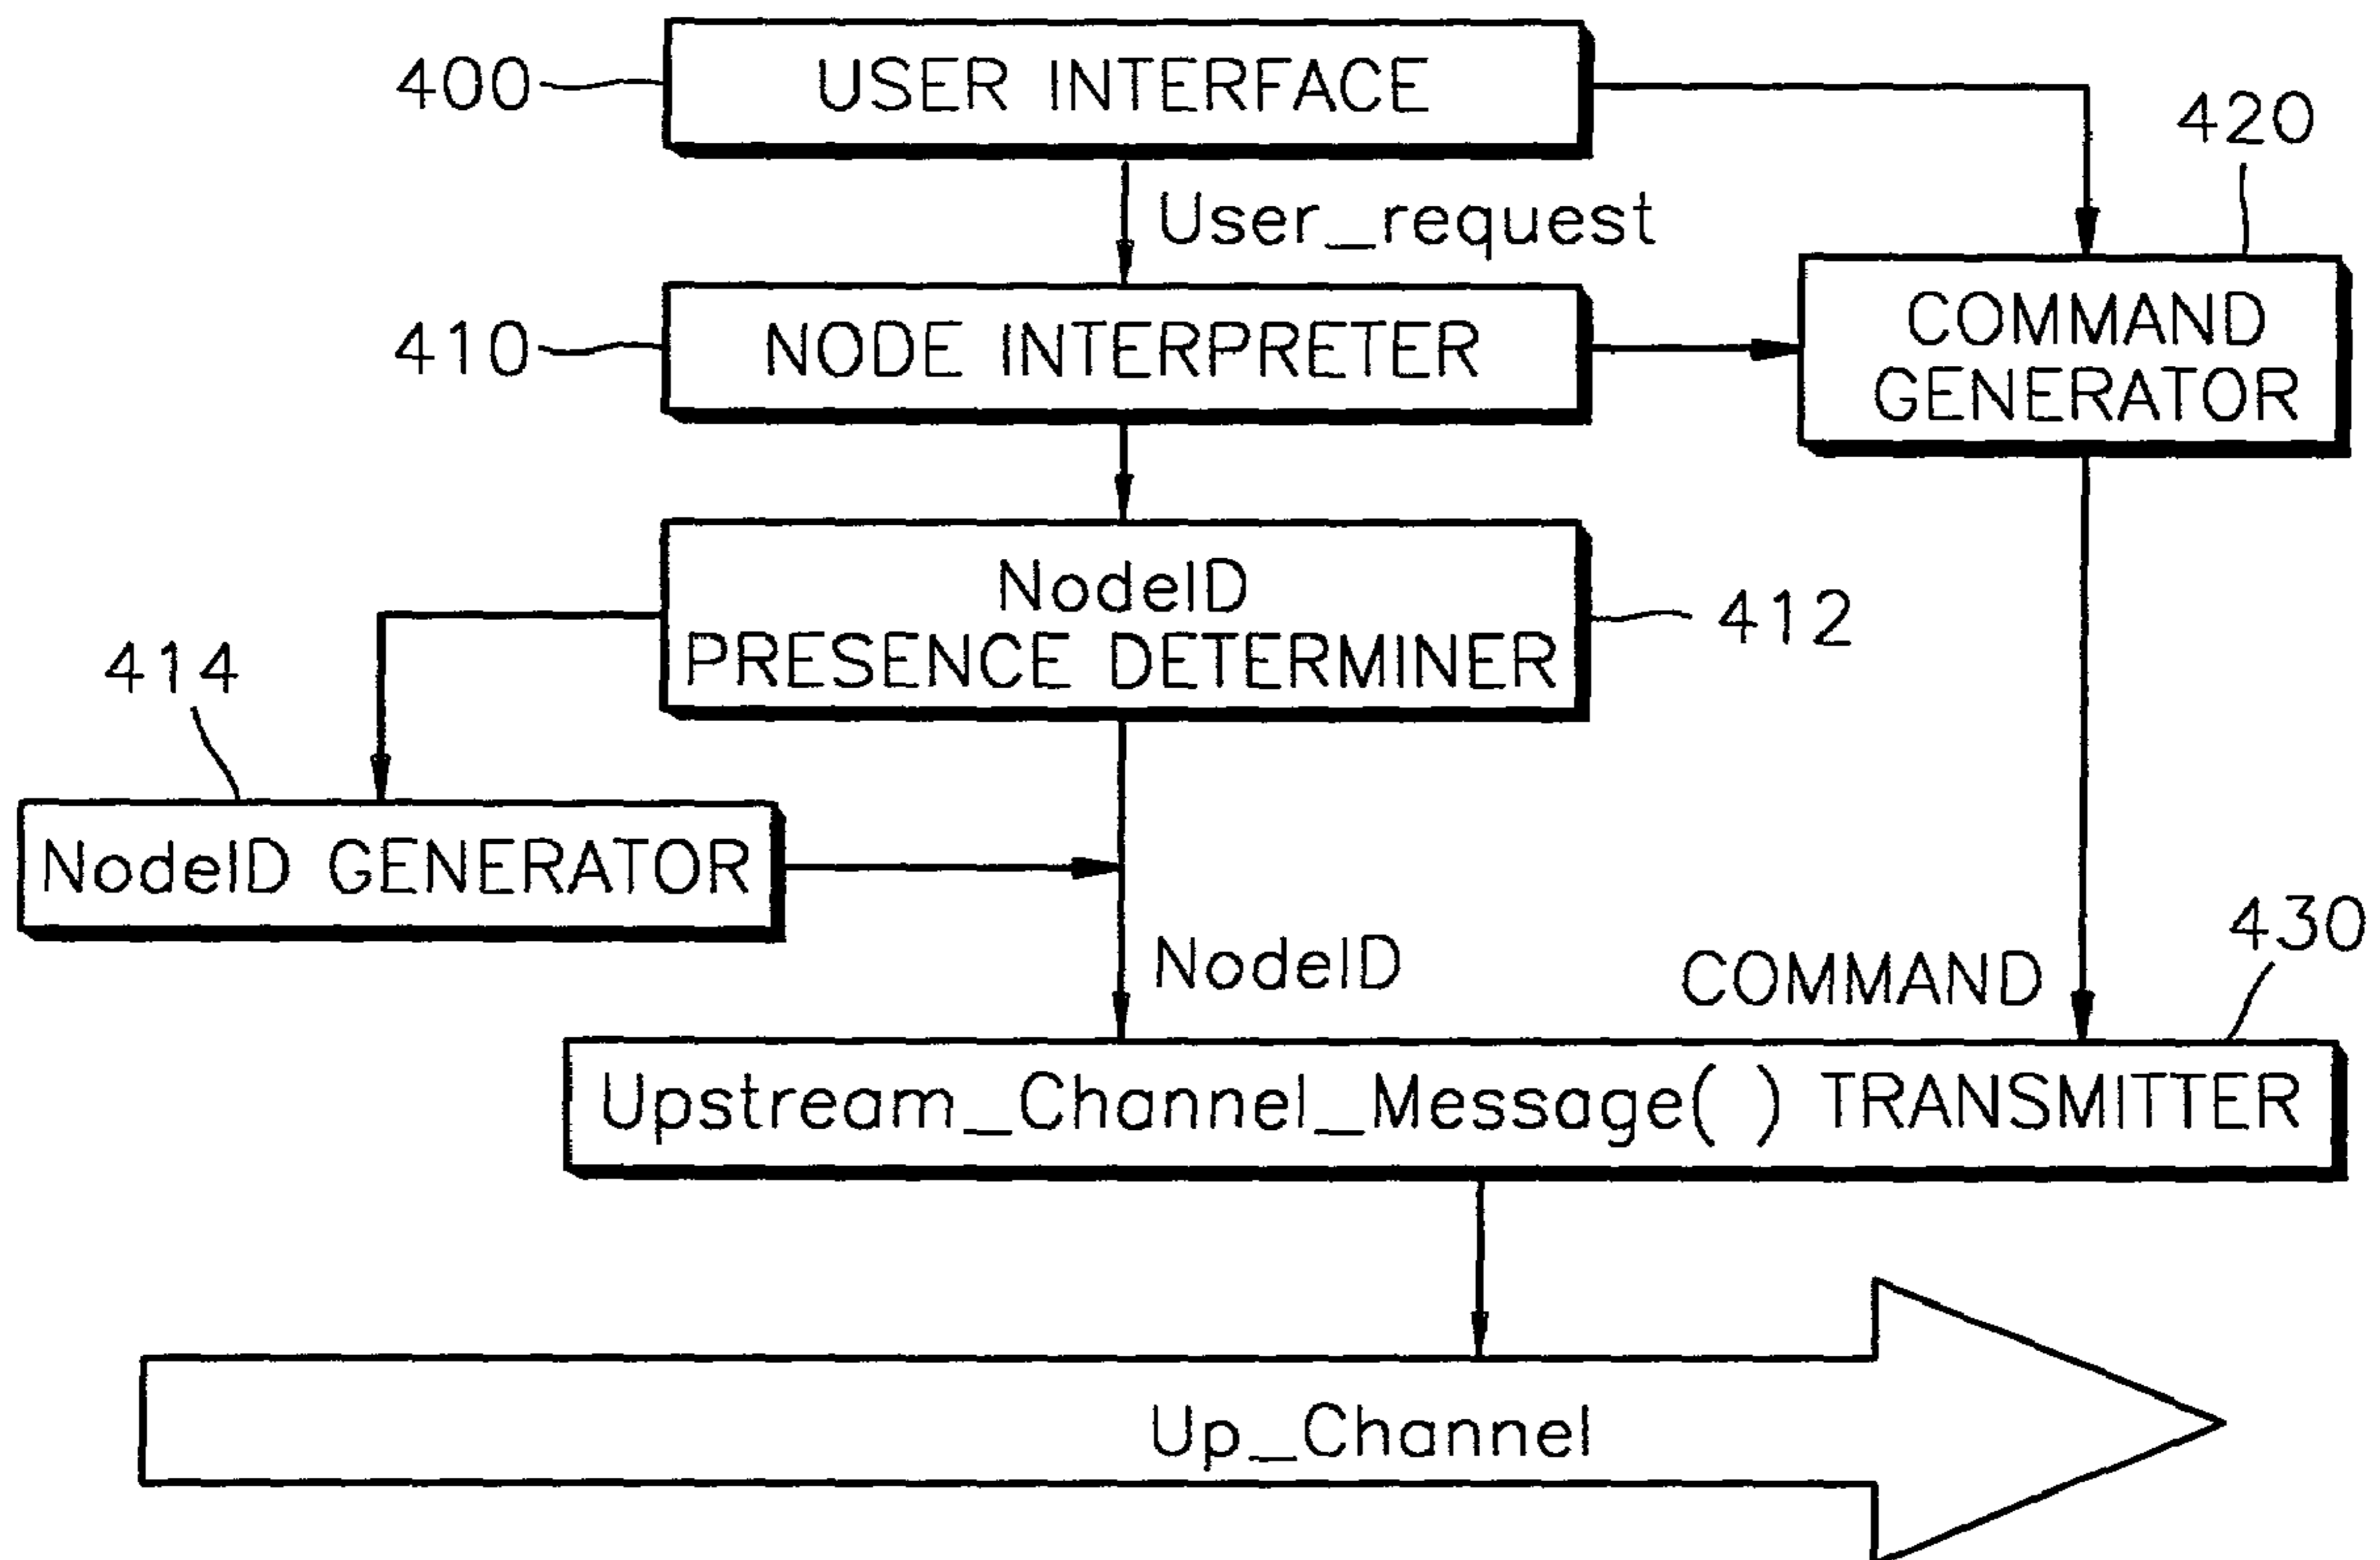 400
USER INTERFACE
420
User_request
410
NODE INTERPRETER
COMMAND
GENERATOR
NodeID
PRESENCE DETERMINER
412
414
NodeID GENERATOR
NodeID
COMMAND
430
Upstream_Channel_Message( ) TRANSMITTER
Up_Channel